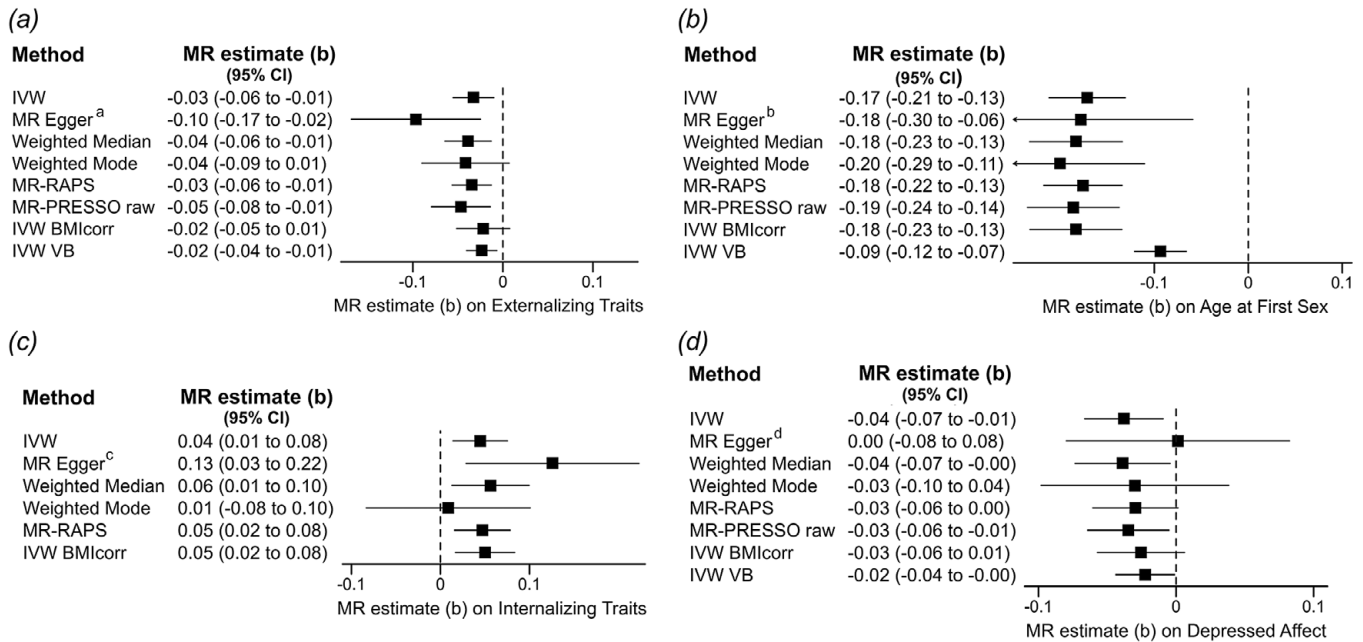 (a)
Method MR estimate (b)
(95% CI)
IVW -0.03 (-0.06 to -0.01)
MR Egger a -0.10 (-0.17 to -0.02)
Weighted Median -0.04 (-0.06 to -0.01)
Weighted Mode -0.04 (-0.09 to 0.01)
MR-RAPS -0.03 (-0.06 to -0.01)
MR-PRESSO raw -0.05 (-0.08 to -0.01)
IVW BMIcorr -0.02 (-0.05 to 0.01)
IVW VB -0.02 (-0.04 to -0.01)
-0.1 0 0.1
MR estimate (b) on Externalizing Traits
(b)
Method MR estimate (b)
(95% CI)
IVW -0.17 (-0.21 to -0.13)
MR Egger b -0.18 (-0.30 to -0.06)
Weighted Median -0.18 (-0.23 to -0.13)
Weighted Mode -0.20 (-0.29 to -0.11)
MR-RAPS -0.18 (-0.22 to -0.13)
MR-PRESSO raw -0.19 (-0.24 to -0.14)
IVW BMIcorr -0.18 (-0.23 to -0.13)
IVW VB -0.09 (-0.12 to -0.07)
-0.1 0 0.1
MR estimate (b) on Age at First Sex
(c)
Method MR estimate (b)
(95% CI)
IVW 0.04 (0.01 to 0.08)
MR Egger c 0.13 (0.03 to 0.22)
Weighted Median 0.06 (0.01 to 0.10)
Weighted Mode 0.01 (-0.08 to 0.10)
MR-RAPS 0.05 (0.02 to 0.08)
IVW BMIcorr 0.05 (0.02 to 0.08)
-0.1 0 0.1
MR estimate (b) on Internalizing Traits
(d)
Method MR estimate (b)
(95% CI)
IVW -0.04 (-0.07 to -0.01)
MR Egger d 0.00 (-0.08 to 0.08)
Weighted Median -0.04 (-0.07 to -0.00)
Weighted Mode -0.03 (-0.10 to 0.04)
MR-RAPS -0.03 (-0.06 to 0.00)
MR-PRESSO raw -0.03 (-0.06 to -0.01)
IVW BMIcorr -0.03 (-0.06 to 0.01)
IVW VB -0.02 (-0.04 to -0.00)
-0.1 0 0.1
MR estimate (b) on Depressed Affect